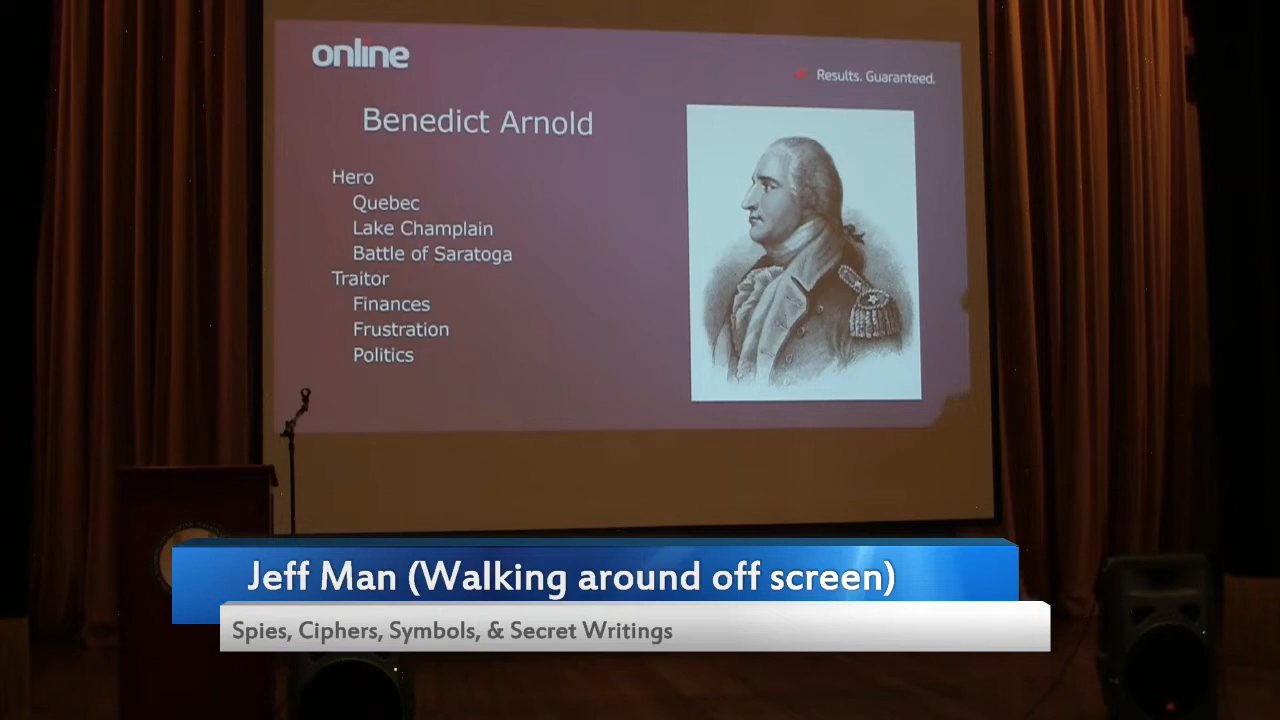 online
Results. Guaranteed.
Benedict Arnold
Hero
Quebec
Lake Champlain
Battle of Saratoga
Traitor
Finances
Frustration
Politics
Jeff Man (Walking around off screen)
Spies, Ciphers, Symbols, & Secret Writings